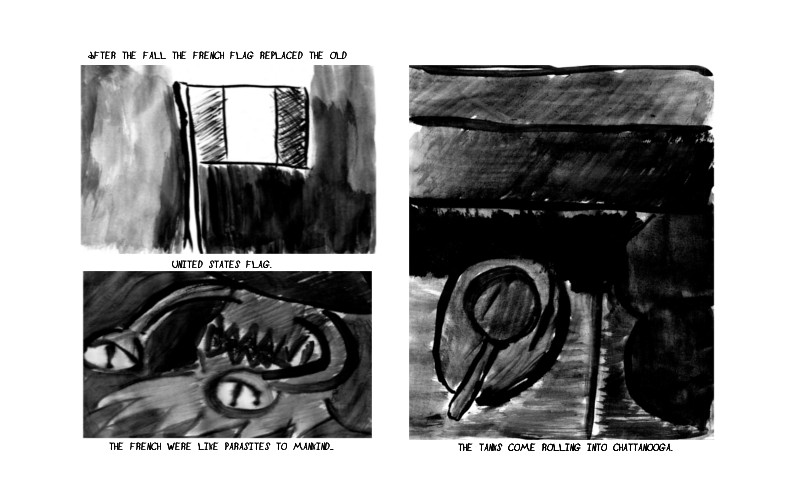 AFTER THE FALL THE FRENCH FLAG REPLACED THE OLD
UNITED STATES FLAG.
THE FRENCH WERE LIKE PARASITES TO MANKIND_
THE TANKS COME ROLLING INTO CHATTANOOGA.